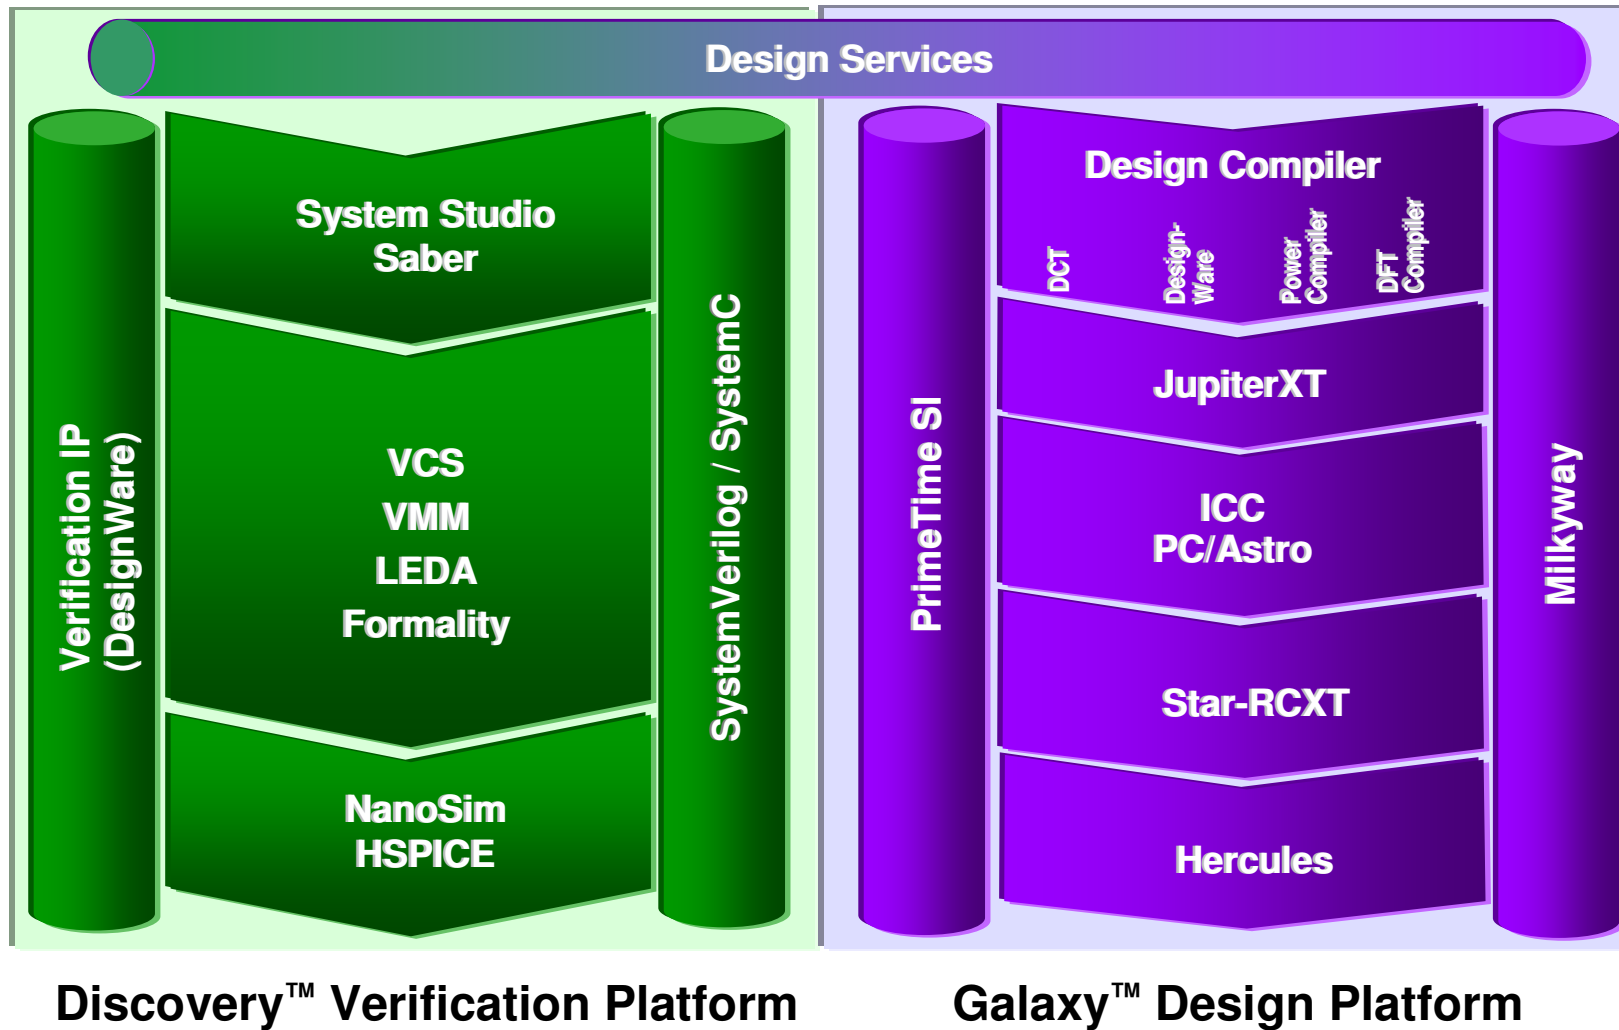 Design Services
System Studio
Saber
VCS
VMM
LEDA
Formality
NanoSim
HSPICE
Verification IP
(DesignWare)
SystemVerilog / SystemC
Discovery™ Verification Platform
Design Compiler
DCT
Design-
Ware
Power
Compiler
DFT
Compiler
JupiterXT
ICC
PC/Astro
Star-RCXT
Hercules
PrimeTime SI
Milkyway
Galaxy™ Design Platform